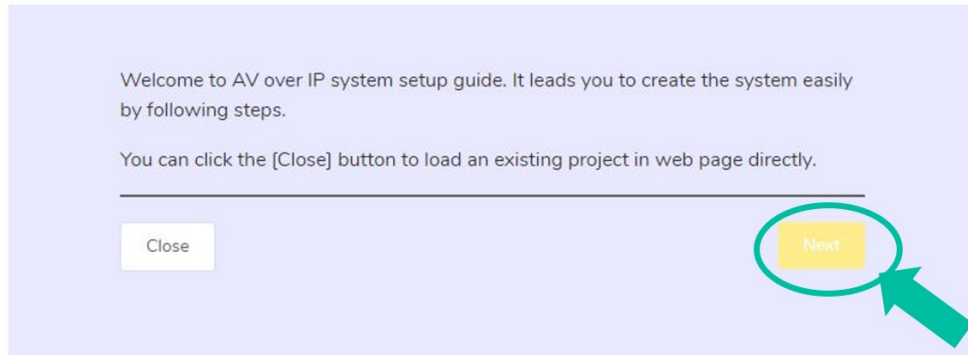 Welcome to AV over IP system setup guide. It leads you to create the system easily
by following steps.
You can click the [Close] button to load an existing project in web page directly.
Close
Next